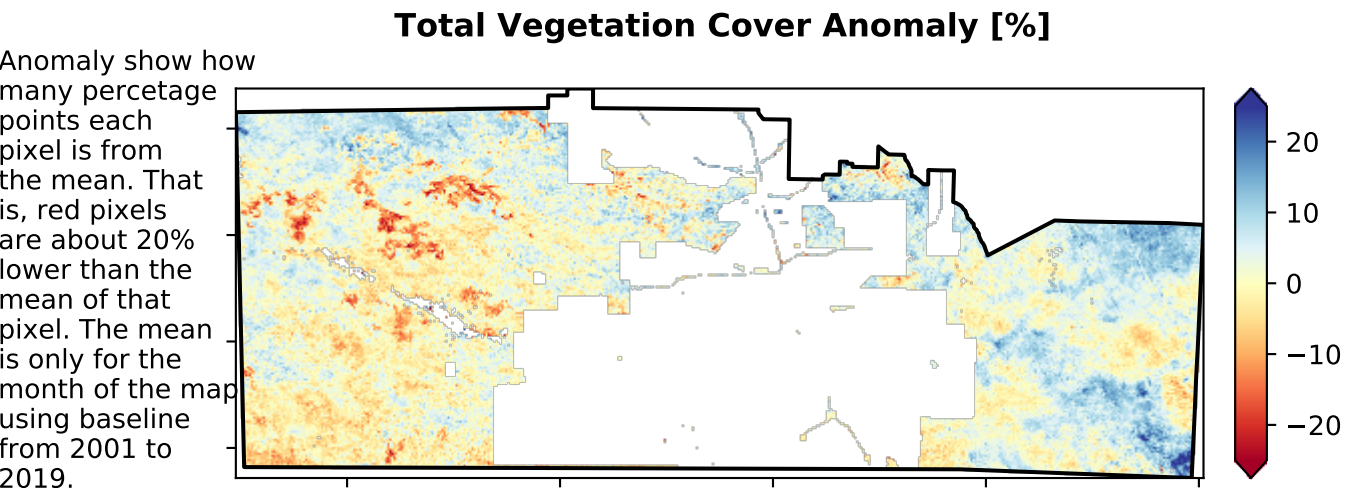 Total Vegetation Cover Anomaly [%]
Anomaly show how
many percetage
points each
pixel is from
the mean. That
is, red pixels
are about 20%
lower than the
mean of that
pixel. The mean
is only for the
month of the map
using baseline
from 2001 to
2019.
20
10
0
−10
−20